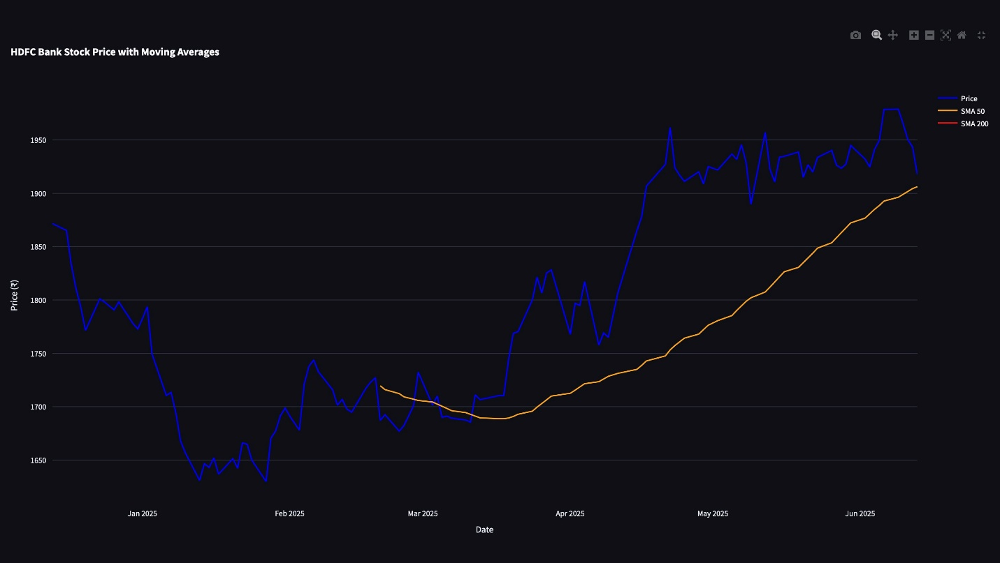 HDFC Bank Stock Price with Moving Averages
Price
SMA 50
SMA 200
1950
1900
1850
1800
1750
1700
1650
Price (₹)
Jan 2025
Feb 2025
Mar 2025
Apr 2025
May 2025
Jun 2025
Date